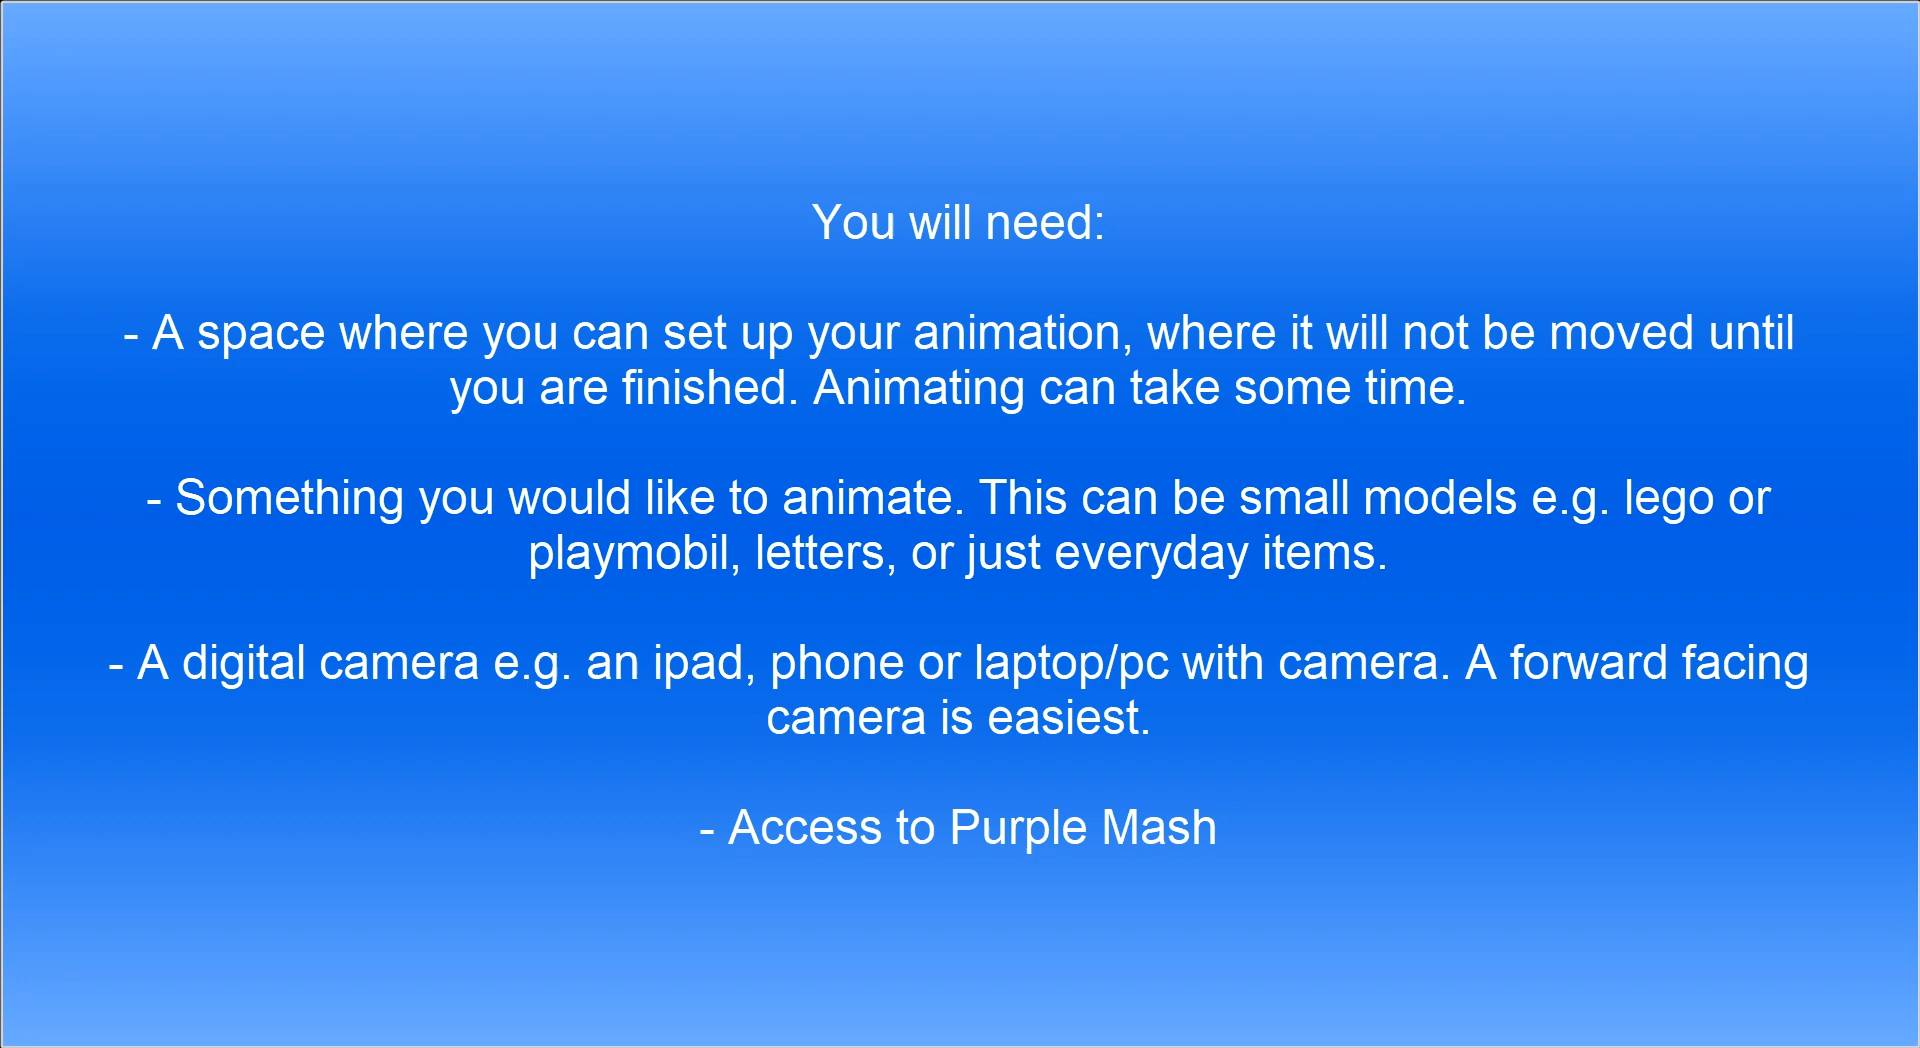 You will need:
- A space where you can set up your animation, where it will not be moved until
you are finished. Animating can take some time.
- Something you would like to animate. This can be small models e.g. lego or
playmobil, letters, or just everyday items.
- A digital camera e.g. an ipad, phone or laptop/pc with camera. A forward facing
camera is easiest.
- Access to Purple Mash